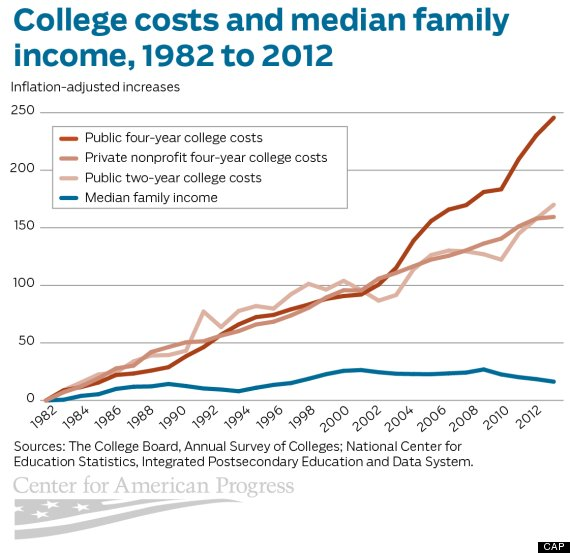 College costs and median family
income, 1982 to 2012
Inflation-adjusted increases
250
200
150
100
50
0
Public four-year college costs
Private nonprofit four-year college costs
Public two-year college costs
Median family income
1982
1984
1986
1988
1990
1992
1994
1996
1998
2000
2002
2004
2006
2008
2010
2012
Sources: The College Board, Annual Survey of Colleges; National Center for
Education Statistics, Integrated Postsecondary Education and Data System.
Center for American Progress
CAP